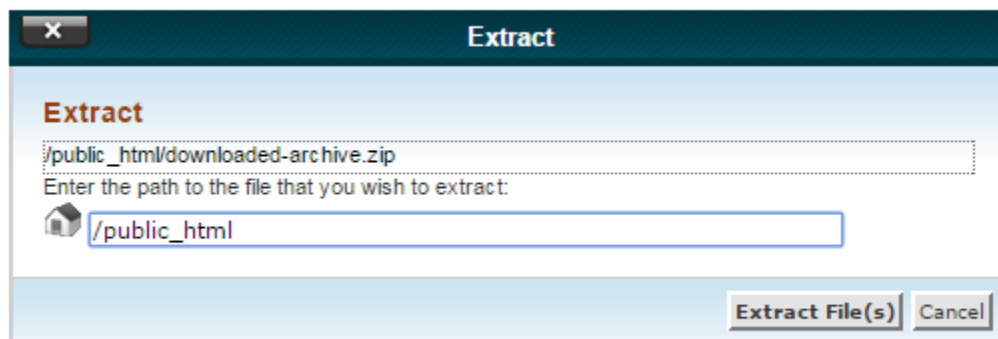 Extract
Extract
/public_html/downloaded-archive.zip
Enter the path to the file that you wish to extract:
/public_html
Extract File(s) Cancel